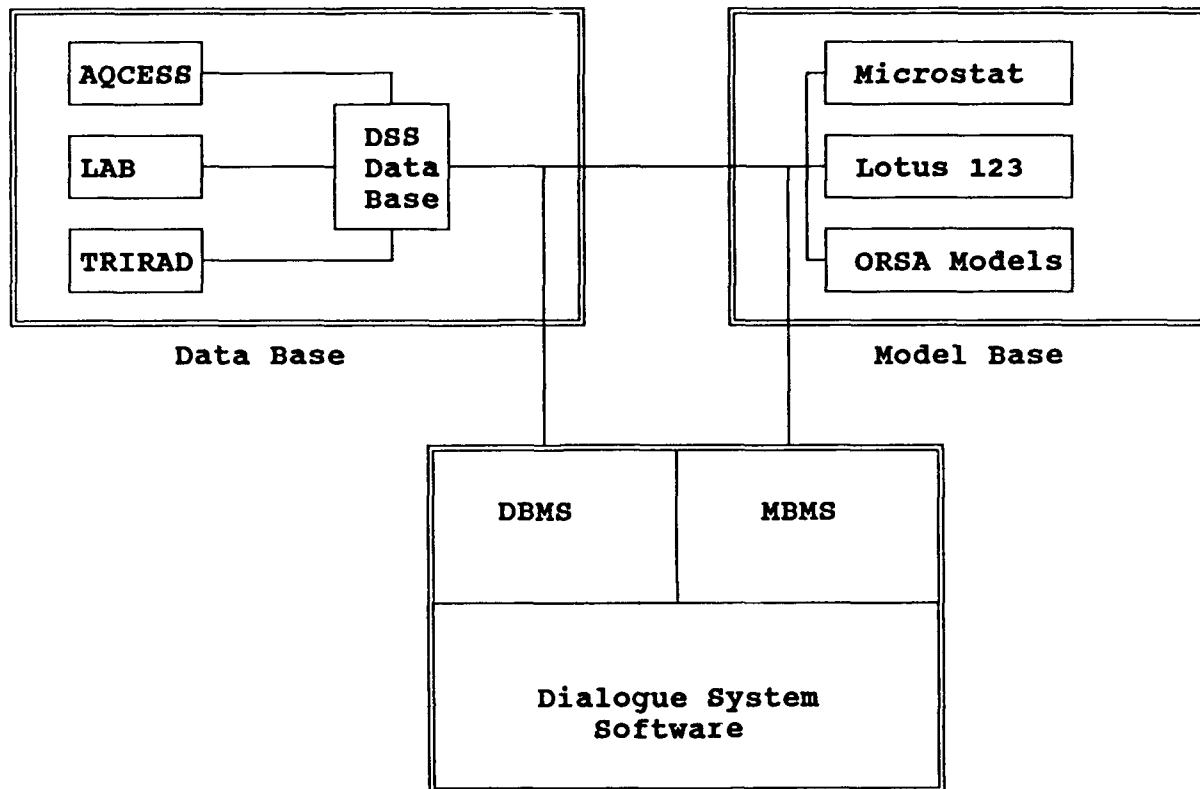 AQCESS
LAB
TRIRAD
DSS
Data
Base
Data Base
Microstat
Lotus 123
ORSA Models
Model Base
DBMS
MBMS
Dialogue System
Software